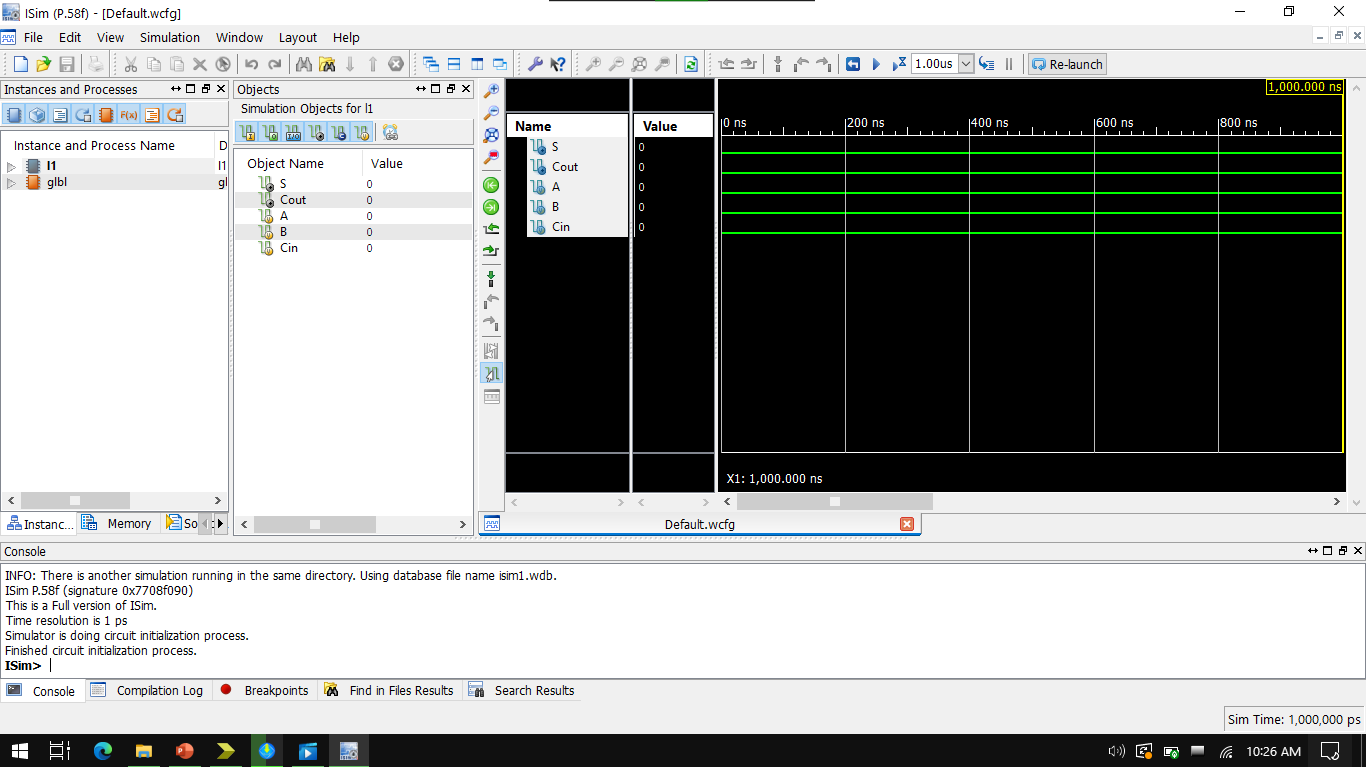 ISim (P.58f) - [Default.wcfg]
File Edit View Simulation Window Layout Help
1.00us Re-launch
Instances and Processes
Instance and Process Name D
l1 l1
glbl gl
Instanc... Memory So
Objects
Simulation Objects for l1
Object Name Value
S 0
Cout 0
A 0
B 0
Cin 0
Name Value
S 0
Cout 0
A 0
B 0
Cin 0
1,000.000 ns
0 ns 200 ns 400 ns 600 ns 800 ns
X1: 1,000.000 ns
Default.wcfg
Console
INFO: There is another simulation running in the same directory. Using database file name isim1.wdb.
ISim P.58f (signature 0x7708f090)
This is a Full version of ISim.
Time resolution is 1 ps
Simulator is doing circuit initialization process.
Finished circuit initialization process.
ISim>
Console Compilation Log Breakpoints Find in Files Results Search Results
Sim Time: 1,000,000 ps
10:26 AM